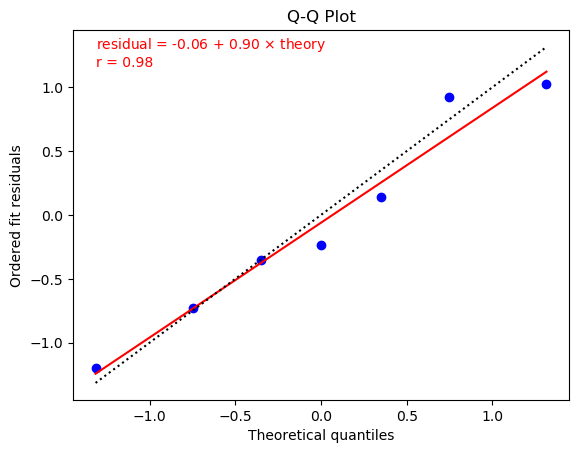 Q-Q Plot
residual = -0.06 + 0.90 × theory
r = 0.98
1.0
0.5
0.0
−0.5
−1.0
Ordered fit residuals
−1.0
−0.5
0.0
0.5
1.0
Theoretical quantiles